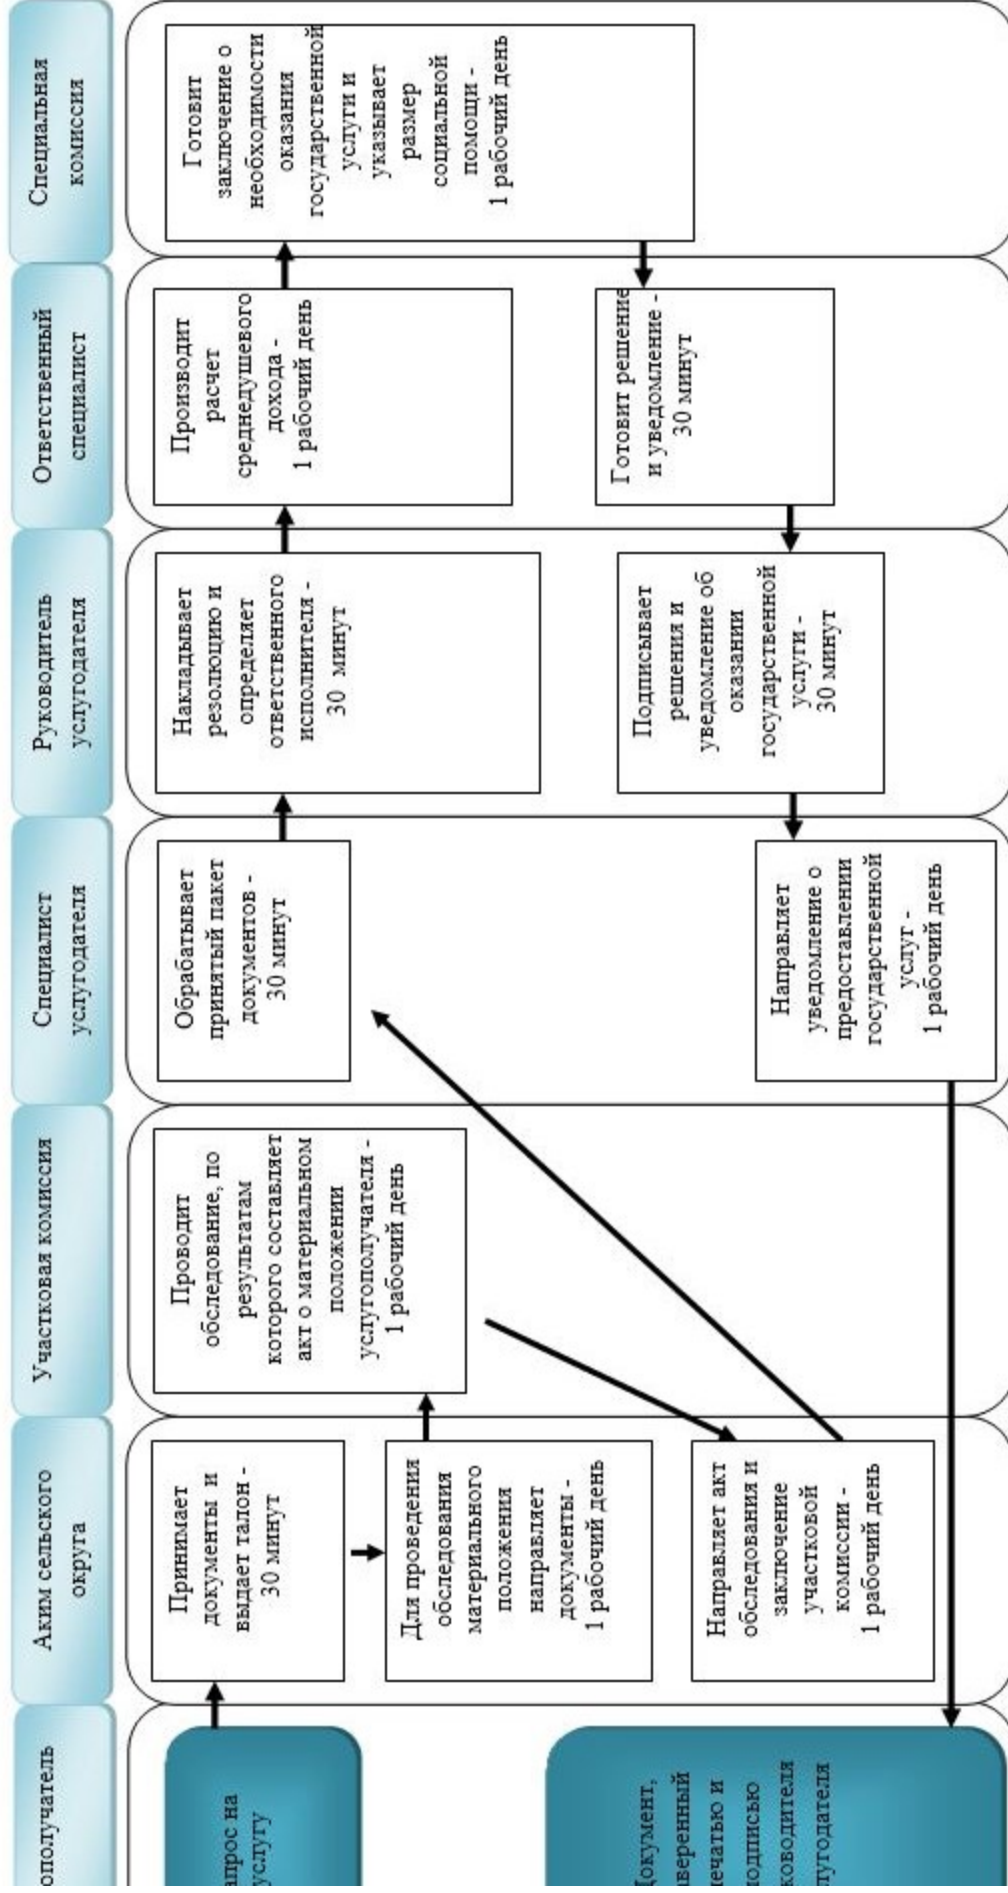 Аким сельского
округа
Участковая комиссия
Специалист
услугодателя
Руководитель
услугодателя
Ответственный
специалист
Специальная
комиссия
услугу
Принимает
документы и
выдает талон -
30 минут
Для проведения
обследования
материального
положения
направляет
документы -
1 рабочий день
Проводит
обследование, по
результатам
которого составляет
акт о материальном
положении
услугополучателя -
1 рабочий день
Направляет акт
обследования и
заключение
участковой
комиссии -
1 рабочий день
Обрабатывает
принятый пакет
документов -
30 минут
Накладывает
резолюцию и
определяет
ответственного
исполнителя -
30 минут
Производит
расчет
среднедушевого
дохода -
1 рабочий день
Готовит
заключение о
необходимости
оказания
государственной
услуги и
указывает
размер
социальной
помощи -
1 рабочий день
Готовит решение
и уведомление -
30 минут
Подписывает
решения и
уведомление об
оказании
государственной
услуги -
30 минут
Направляет
уведомление о
предоставлении
государственной
услуг -
1 рабочий день